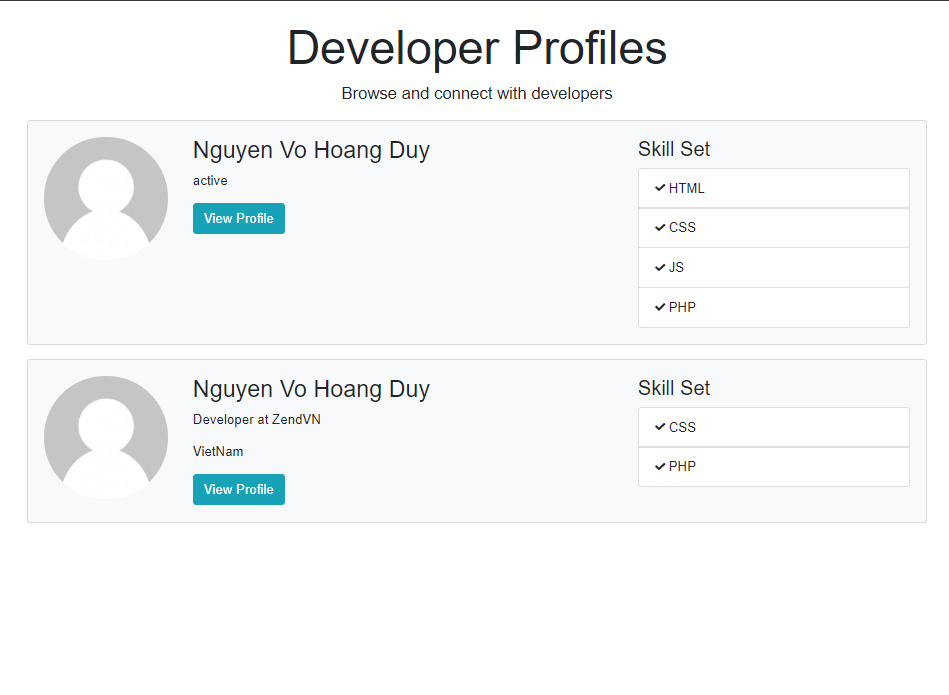 Developer Profiles
Browse and connect with developers
Nguyen Vo Hoang Duy
active
View Profile
Skill Set
HTML
CSS
JS
PHP
Nguyen Vo Hoang Duy
Developer at ZendVN
VietNam
View Profile
Skill Set
CSS
PHP